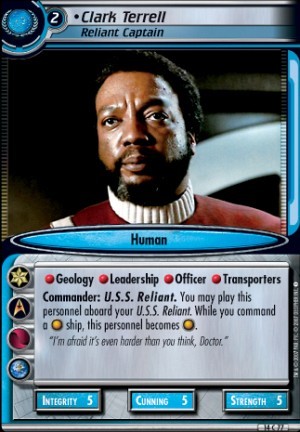 2 •Clark Terrell
Reliant Captain
Human
Geology Leadership Officer Transporters
Commander: U.S.S. Reliant. You may play this
personnel aboard your U.S.S. Reliant. While you command
a ship, this personnel becomes .
"I'm afraid it's even harder than you think, Doctor."
INTEGRITY 5 CUNNING 5 STRENGTH 5